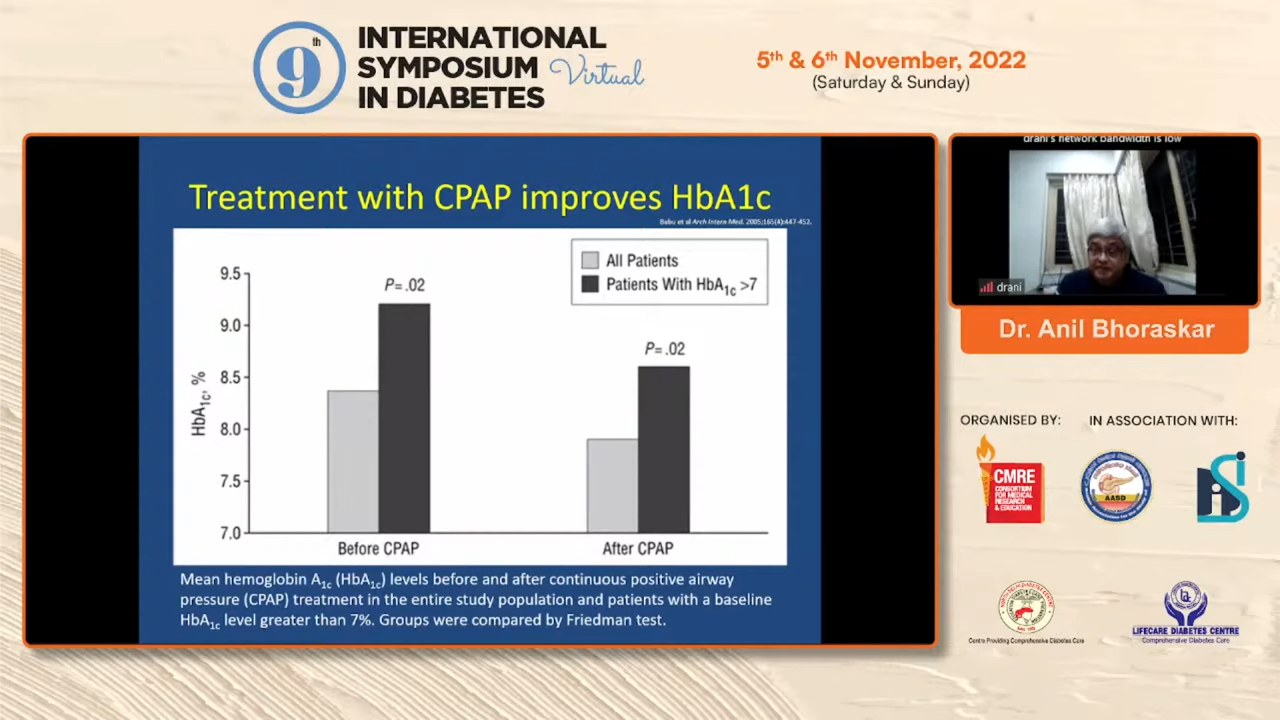 9th
INTERNATIONAL
SYMPOSIUM Virtual
IN DIABETES
5th & 6th November, 2022
(Saturday & Sunday)
Treatment with CPAP improves HbA1c
Babu et al Arch Intern Med. 2005;165(4):447-452.
All Patients
Patients With HbA1c >7
9.5
9.0
8.5
8.0
7.5
7.0
HbA1c, %
P=.02
P=.02
Before CPAP
After CPAP
Mean hemoglobin A1c (HbA1c) levels before and after continuous positive airway
pressure (CPAP) treatment in the entire study population and patients with a baseline
HbA1c level greater than 7%. Groups were compared by Friedman test.
drani's network bandwidth is low
drani
Dr. Anil Bhoraskar
ORGANISED BY:
IN ASSOCIATION WITH:
CMRE
CONSORTIUM
FOR MEDICAL
RESEARCH
& EDUCATION
AASD
Centre Providing Comprehensive Diabetes Care
LIFECARE DIABETES CENTRE
Comprehensive Diabetes Care